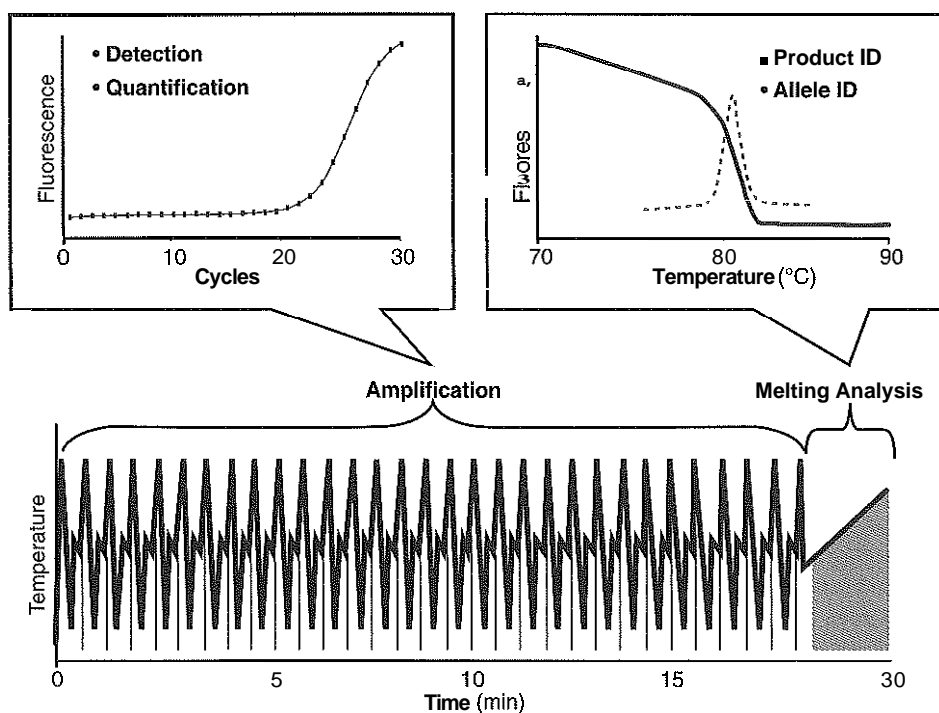 • Detection
• Quantification
Fluorescence
0 10 20 30
Cycles
■ Product ID
• Allele ID
a,
Fluores
70 80 90
Temperature (°C)
Amplification
Melting Analysis
Temperature
0 5 10 15 30
Time (min)